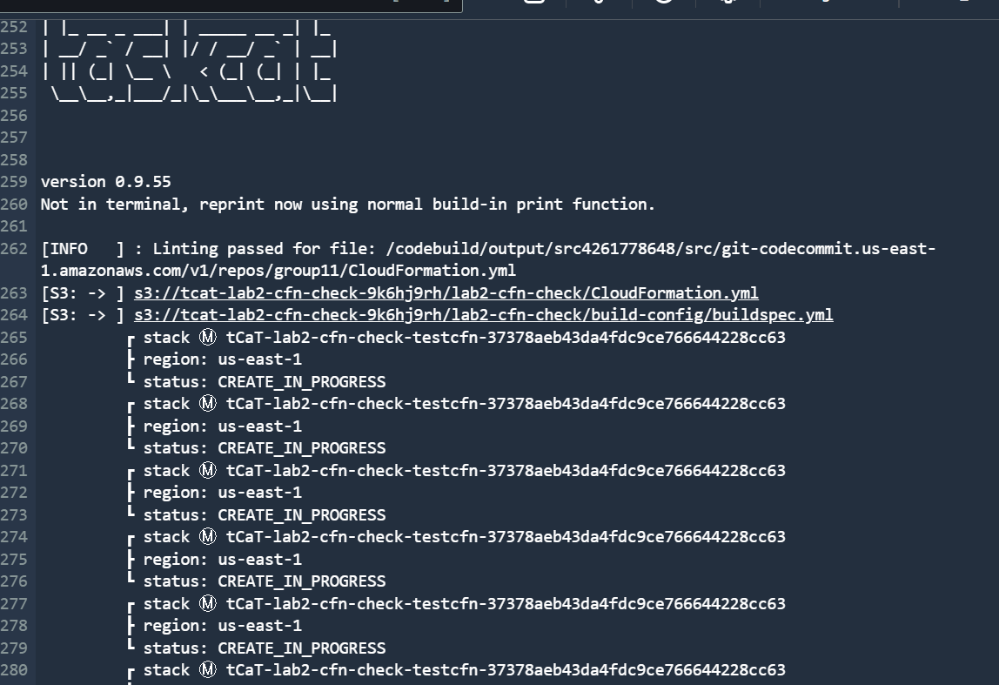 252 | |_ __ _ ___| | _____ __ _| |_
253 | __/ _` / __| |/ / __/ _` | __|
254 | || (_| \__ \   < (_| (_| | |_
255  \__\__,_|___/_|\_\___\__,_|\__|
256
257
258
259 version 0.9.55
260 Not in terminal, reprint now using normal build-in print function.
261
262 [INFO   ] : Linting passed for file: /codebuild/output/src4261778648/src/git-codecommit.us-east-
1.amazonaws.com/v1/repos/group11/CloudFormation.yml
263 [S3: -> ] s3://tcat-lab2-cfn-check-9k6hj9rh/lab2-cfn-check/CloudFormation.yml
264 [S3: -> ] s3://tcat-lab2-cfn-check-9k6hj9rh/lab2-cfn-check/build-config/buildspec.yml
265 ┏ stack Ⓜ tCaT-lab2-cfn-check-testcfn-37378aeb43da4fdc9ce766644228cc63
266 ┣ region: us-east-1
267 ┗ status: CREATE_IN_PROGRESS
268 ┏ stack Ⓜ tCaT-lab2-cfn-check-testcfn-37378aeb43da4fdc9ce766644228cc63
269 ┣ region: us-east-1
270 ┗ status: CREATE_IN_PROGRESS
271 ┏ stack Ⓜ tCaT-lab2-cfn-check-testcfn-37378aeb43da4fdc9ce766644228cc63
272 ┣ region: us-east-1
273 ┗ status: CREATE_IN_PROGRESS
274 ┏ stack Ⓜ tCaT-lab2-cfn-check-testcfn-37378aeb43da4fdc9ce766644228cc63
275 ┣ region: us-east-1
276 ┗ status: CREATE_IN_PROGRESS
277 ┏ stack Ⓜ tCaT-lab2-cfn-check-testcfn-37378aeb43da4fdc9ce766644228cc63
278 ┣ region: us-east-1
279 ┗ status: CREATE_IN_PROGRESS
280 ┏ stack Ⓜ tCaT-lab2-cfn-check-testcfn-37378aeb43da4fdc9ce766644228cc63